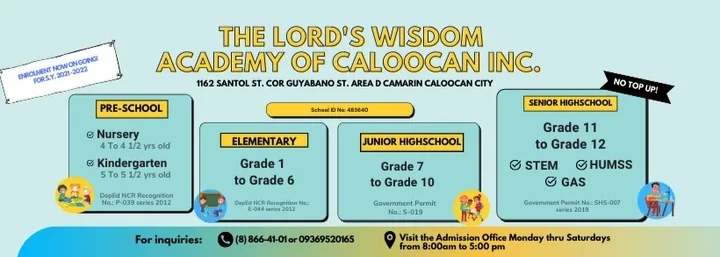 THE LORD'S WISDOM
ACADEMY OF CALOOCAN INC.
1162 SANTOL ST. COR GUYABANO ST. AREA D CAMARIN CALOOCAN CITY
ENROLMENT NOW ON GOING!
FOR S.Y. 2021-2022
NO TOP UP!
School ID No: 485640
PRE-SCHOOL
Nursery
4 To 4 1/2 yrs old
Kindergarten
5 To 5 1/2 yrs old
DepEd NCR Recognition
No.: P-039 series 2012
ELEMENTARY
Grade 1
to Grade 6
DepEd NCR Recognition No.:
E-044 series 2012
JUNIOR HIGHSCHOOL
Grade 7
to Grade 10
Government Permit
No.: S-019
SENIOR HIGHSCHOOL
Grade 11
to Grade 12
STEM HUMSS
GAS
Government Permit No.: SHS-007
series 2019
For inquiries: (8) 866-41-01 or 09369520165
Visit the Admission Office Monday thru Saturdays
from 8:00am to 5:00 pm